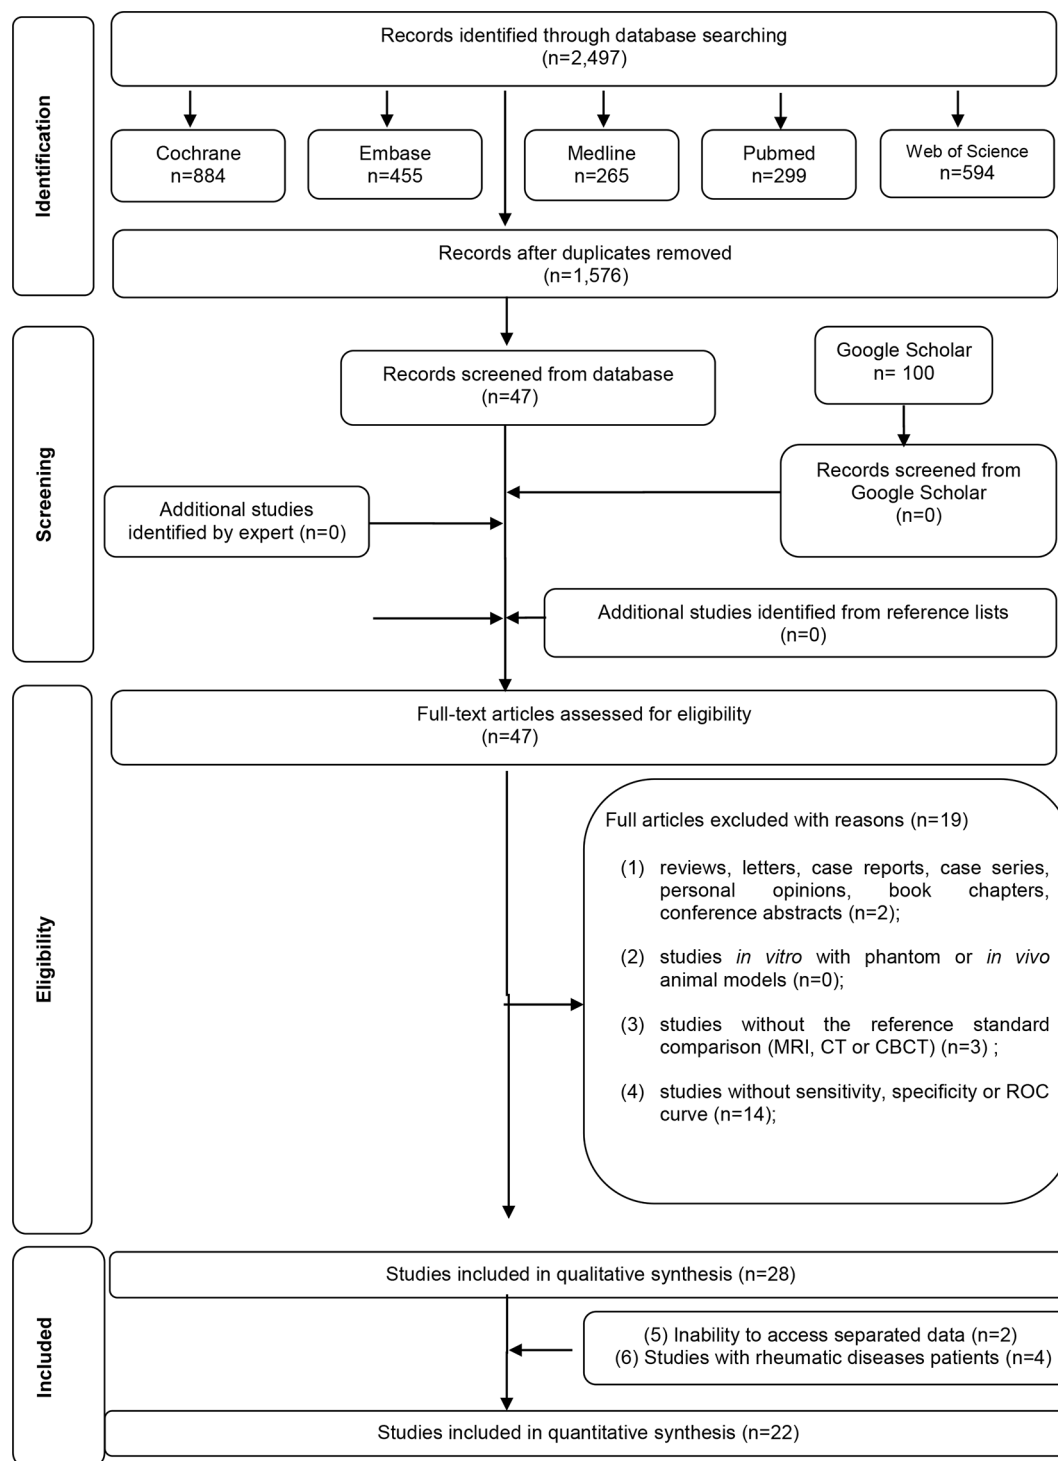 Records identified through database searching
(n=2,497)
Identification
Cochrane
n=884
Embase
n=455
Medline
n=265
Pubmed
n=299
Web of Science
n=594
Records after duplicates removed
(n=1,576)
Screening
Records screened from database
(n=47)
Google Scholar
n= 100
Records screened from
Google Scholar
(n=0)
Additional studies
identified by expert (n=0)
Additional studies identified from reference lists
(n=0)
Eligibility
Full-text articles assessed for eligibility
(n=47)
Full articles excluded with reasons (n=19)
(1) reviews, letters, case reports, case series,
personal opinions, book chapters,
conference abstracts (n=2);
(2) studies in vitro with phantom or in vivo
animal models (n=0);
(3) studies without the reference standard
comparison (MRI, CT or CBCT) (n=3) ;
(4) studies without sensitivity, specificity or ROC
curve (n=14);
Included
Studies included in qualitative synthesis (n=28)
(5) Inability to access separated data (n=2)
(6) Studies with rheumatic diseases patients (n=4)
Studies included in quantitative synthesis (n=22)